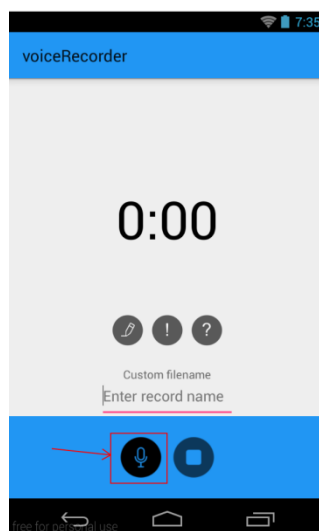 7:35
voiceRecorder
0:00
! ?
Custom filename
Enter record name
free for personal use